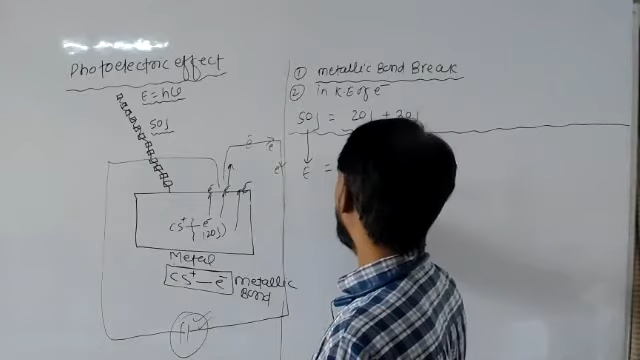 Photoelectric effect
E = hυ
50J
e⁻
e⁻
e⁻
cs⁺ e⁻
(20J)
Metal
cs⁺ — e⁻
metallic
Bond
① metallic Bond Break
② in K.E of e⁻
50J = 20J + 30J
E =